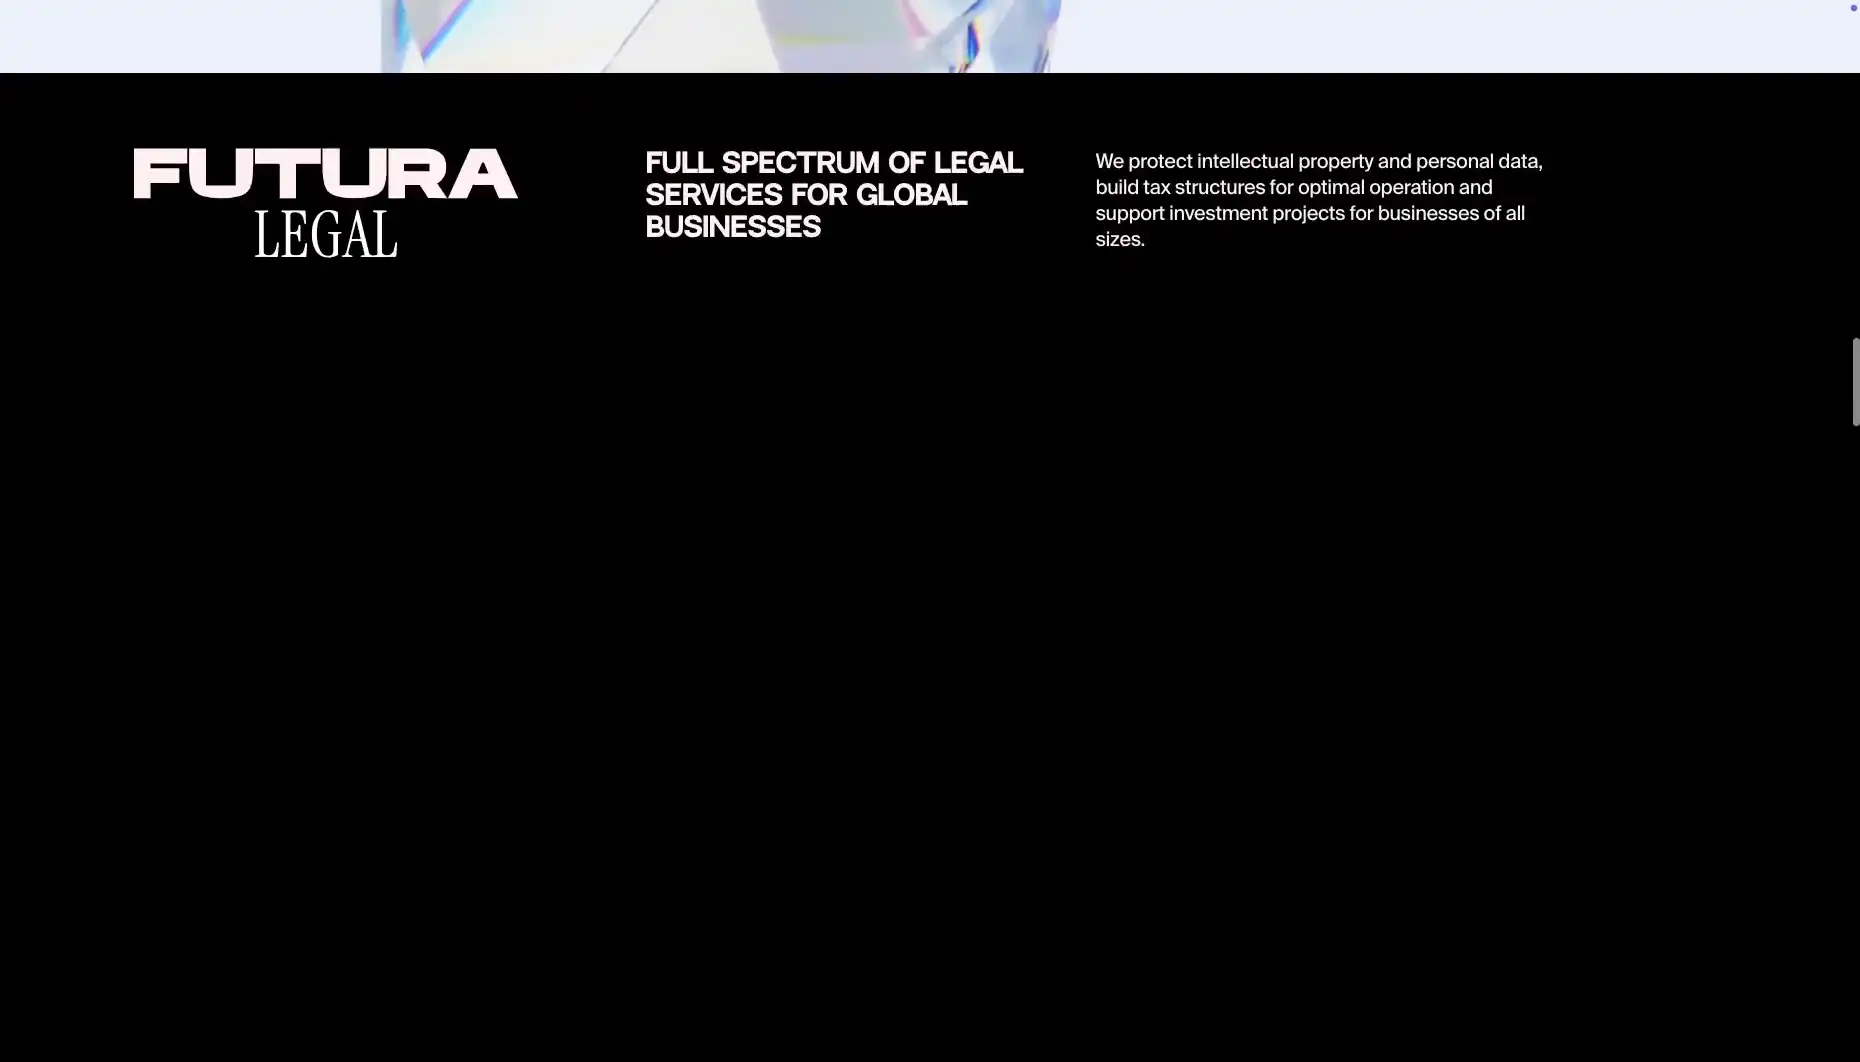 FUTURA
LEGAL
FULL SPECTRUM OF LEGAL
SERVICES FOR GLOBAL
BUSINESSES
We protect intellectual property and personal data,
build tax structures for optimal operation and
support investment projects for businesses of all
sizes.